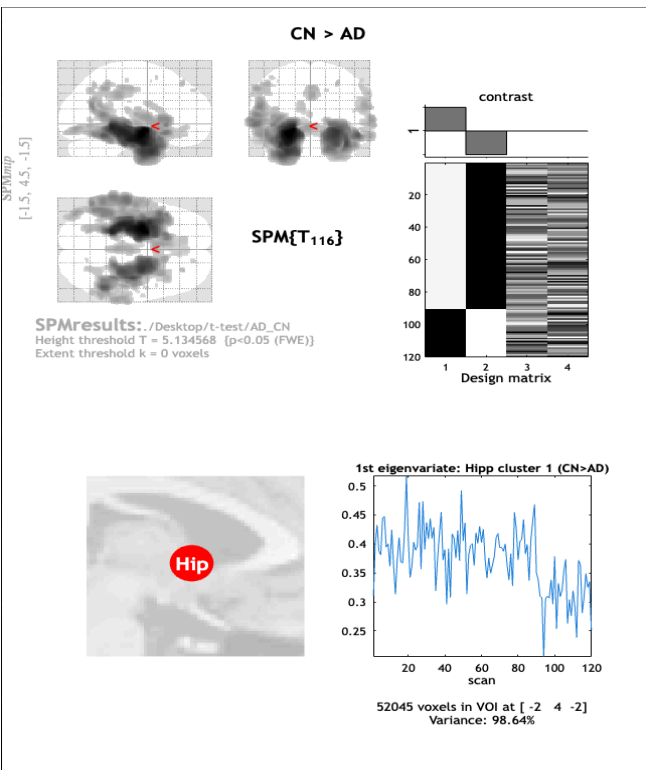 CN > AD
SPMmip
[-1.5, 4.5, -1.5]
<
<
<
SPM{T116}
contrast
1
20
40
60
80
100
120
1 2 3 4
Design matrix
SPMresults: ./Desktop/t-test/AD_CN
Height threshold T = 5.134568 {p<0.05 (FWE)}
Extent threshold k = 0 voxels
Hip
1st eigenvariate: Hipp cluster 1 (CN>AD)
0.5
0.45
0.4
0.35
0.3
0.25
20 40 60 80 100 120
scan
52045 voxels in VOI at [ -2 4 -2]
Variance: 98.64%